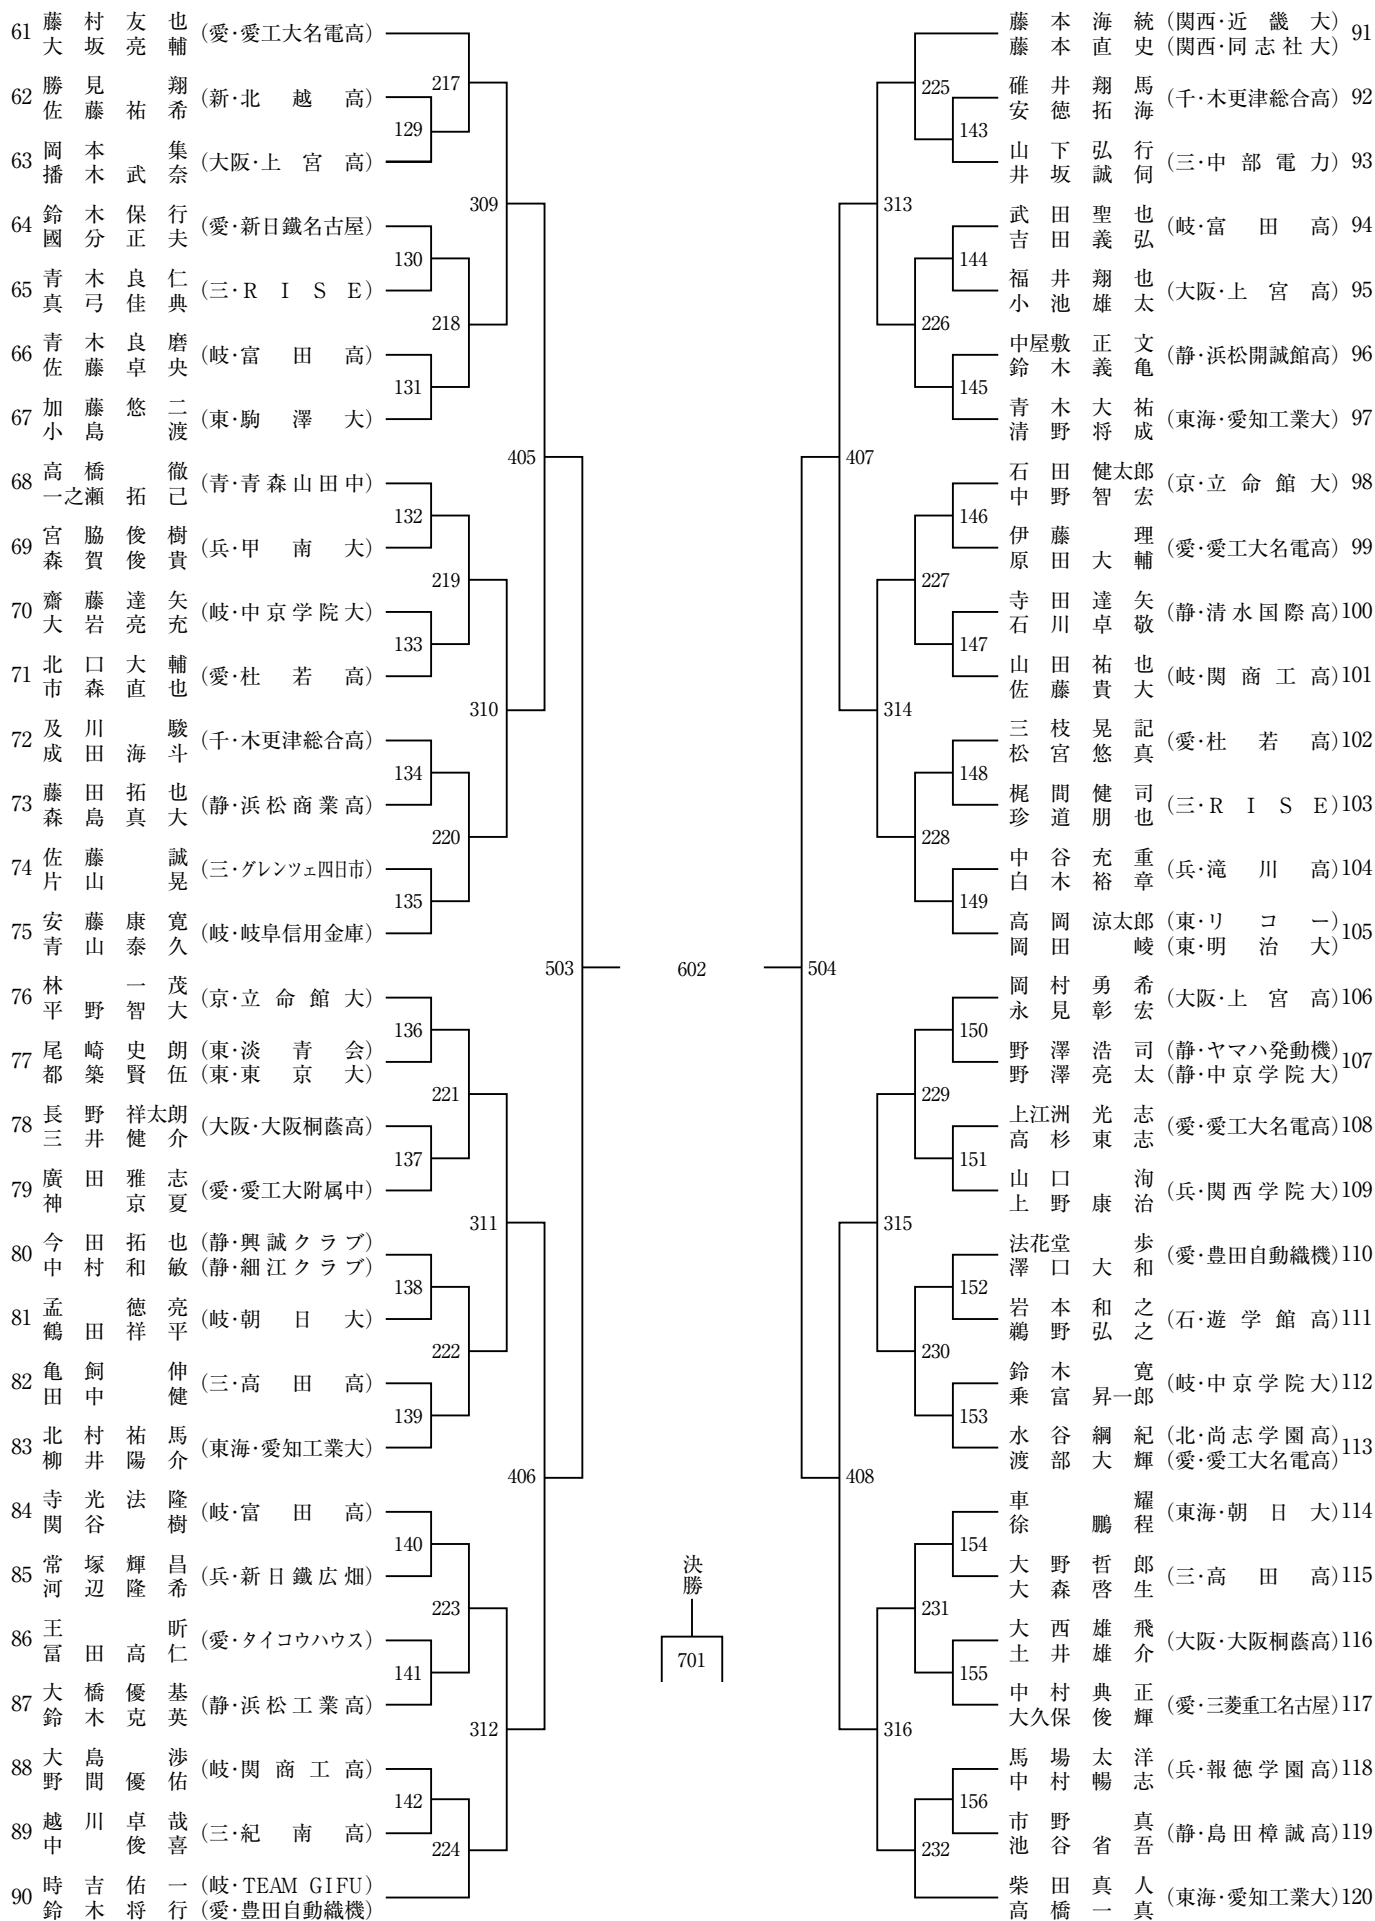 61 藤村友也 (愛・愛工大名電高)
大坂亮輔
217
62 勝見翔 (新・北越高)
佐藤祐希
129
63 岡本集 (大阪・上宮高)
播木武奈
309
64 鈴木保行 (愛・新日鐵名古屋)
國分正夫
130
65 青木良仁 (三・RISE)
真弓佳典
218
66 青木良磨 (岐・富田高)
佐藤卓央
131
67 加藤悠二 (東・駒澤大)
小島渡
405
68 高橋徹 (青・青森山田中)
一之瀬拓己
132
69 宮脇俊樹 (兵・甲南大)
森賀俊貴
219
70 齋藤達矢 (岐・中京学院大)
大岩亮充
133
71 北口大輔 (愛・杜若高)
市森直也
310
72 及川駿 (千・木更津総合高)
成田海斗
134
73 藤田拓也 (静・浜松商業高)
森島真大
220
74 佐藤誠 (三・グレンツェ四日市)
片山晃
135
75 安藤康寛 (岐・岐阜信用金庫)
青山泰久
503
76 林一茂 (京・立命館大)
平野智大
136
77 尾崎史朗 (東・淡青会)
都築賢伍 (東・東京大)
221
78 長野祥太朗 (大阪・大阪桐蔭高)
三井健介
137
79 廣田雅志 (愛・愛工大附属中)
神京夏
311
80 今田拓也 (静・興誠クラブ)
中村和敏 (静・細江クラブ)
138
81 孟徳亮 (岐・朝日大)
鶴田祥平
222
82 亀飼伸 (三・高田高)
田中健
139
83 北村祐馬 (東海・愛知工業大)
柳井陽介
406
84 寺光法隆 (岐・富田高)
関谷樹
140
85 常塚輝昌 (兵・新日鐵広畑)
河辺隆希
223
86 王昕 (愛・タイコウハウス)
冨田高仁
141
87 大橋優基 (静・浜松工業高)
鈴木克英
312
88 大島渉 (岐・関商工高)
野間優佑
142
89 越川卓哉 (三・紀南高)
中俊喜
224
90 時吉佑一 (岐・TEAM GIFU)
鈴木将行 (愛・豊田自動織機)
602
決勝
701
藤本海統 (関西・近畿大) 91
藤本直史 (関西・同志社大)
225
碓井翔馬 (千・木更津総合高) 92
安徳拓海
143
山下弘行 (三・中部電力) 93
井坂誠伺
313
武田聖也 (岐・富田高) 94
吉田義弘
144
福井翔也 (大阪・上宮高) 95
小池雄太
226
中屋敷正文 (静・浜松開誠館高) 96
鈴木義亀
145
青木大祐 (東海・愛知工業大) 97
清野将成
407
石田健太郎 (京・立命館大) 98
中野智宏
146
伊藤理 (愛・愛工大名電高) 99
原田大輔
227
寺田達矢 (静・清水国際高) 100
石川卓敬
147
山田祐也 (岐・関商工高) 101
佐藤貴大
314
三枝晃記 (愛・杜若高) 102
松宮悠真
148
梶間健司 (三・RISE) 103
珍道朋也
228
中谷充重 (兵・滝川高) 104
白木裕章
149
高岡涼太郎 (東・リコー) 105
岡田崚 (東・明治大)
504
岡村勇希 (大阪・上宮高) 106
永見彰宏
150
野澤浩司 (静・ヤマハ発動機) 107
野澤亮太 (静・中京学院大)
229
上江洲光志 (愛・愛工大名電高) 108
高杉東志
151
山口洵 (兵・関西学院大) 109
上野康治
315
法花堂歩 (愛・豊田自動織機) 110
澤口大和
152
岩本和之 (石・遊学館高) 111
鵜野弘之
230
鈴木寛 (岐・中京学院大) 112
乗富昇一郎
153
水谷綱紀 (北・尚志学園高) 113
渡部大輝 (愛・愛工大名電高)
408
車耀 (東海・朝日大) 114
徐鵬程
154
大野哲郎 (三・高田高) 115
大森啓生
231
大西雄飛 (大阪・大阪桐蔭高) 116
土井雄介
155
中村典正 (愛・三菱重工名古屋) 117
大久保俊輝
316
馬場太洋 (兵・報徳学園高) 118
中村暢志
156
市野真 (静・島田樟誠高) 119
池谷省吾
232
柴田真人 (東海・愛知工業大) 120
高橋一真